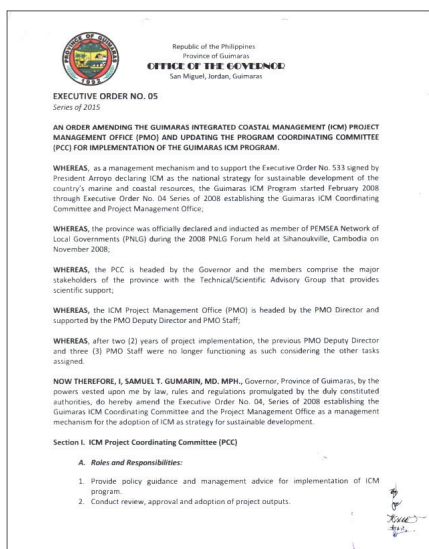 PROVINCE OF GUIMARAS
1992
Republic of the Philippines
Province of Guimaras
OFFICE OF THE GOVERNOR
San Miguel, Jordan, Guimaras
EXECUTIVE ORDER NO. 05
Series of 2015
AN ORDER AMENDING THE GUIMARAS INTEGRATED COASTAL MANAGEMENT (ICM) PROJECT
MANAGEMENT OFFICE (PMO) AND UPDATING THE PROGRAM COORDINATING COMMITTEE
(PCC) FOR IMPLEMENTATION OF THE GUIMARAS ICM PROGRAM.
WHEREAS, as a management mechanism and to support the Executive Order No. 533 signed by
President Arroyo declaring ICM as the national strategy for sustainable development of the
country's marine and coastal resources, the Guimaras ICM Program started February 2008
through Executive Order No. 04 Series of 2008 establishing the Guimaras ICM Coordinating
Committee and Project Management Office;
WHEREAS, the province was officially declared and inducted as member of PEMSEA Network of
Local Governments (PNLG) during the 2008 PNLG Forum held at Sihanoukville, Cambodia on
November 2008;
WHEREAS, the PCC is headed by the Governor and the members comprise the major
stakeholders of the province with the Technical/Scientific Advisory Group that provides
scientific support;
WHEREAS, the ICM Project Management Office (PMO) is headed by the PMO Director and
supported by the PMO Deputy Director and PMO Staff;
WHEREAS, after two (2) years of project implementation, the previous PMO Deputy Director
and three (3) PMO Staff were no longer functioning as such considering the other tasks
assigned.
NOW THEREFORE, I, SAMUEL T. GUMARIN, MD. MPH., Governor, Province of Guimaras, by the
powers vested upon me by law, rules and regulations promulgated by the duly constituted
authorities, do hereby amend the Executive Order No. 04, Series of 2008 establishing the
Guimaras ICM Coordinating Committee and the Project Management Office as a management
mechanism for the adoption of ICM as strategy for sustainable development.
Section I. ICM Project Coordinating Committee (PCC)
A. Roles and Responsibilities:
1. Provide policy guidance and management advice for implementation of ICM
program.
2. Conduct review, approval and adoption of project outputs.